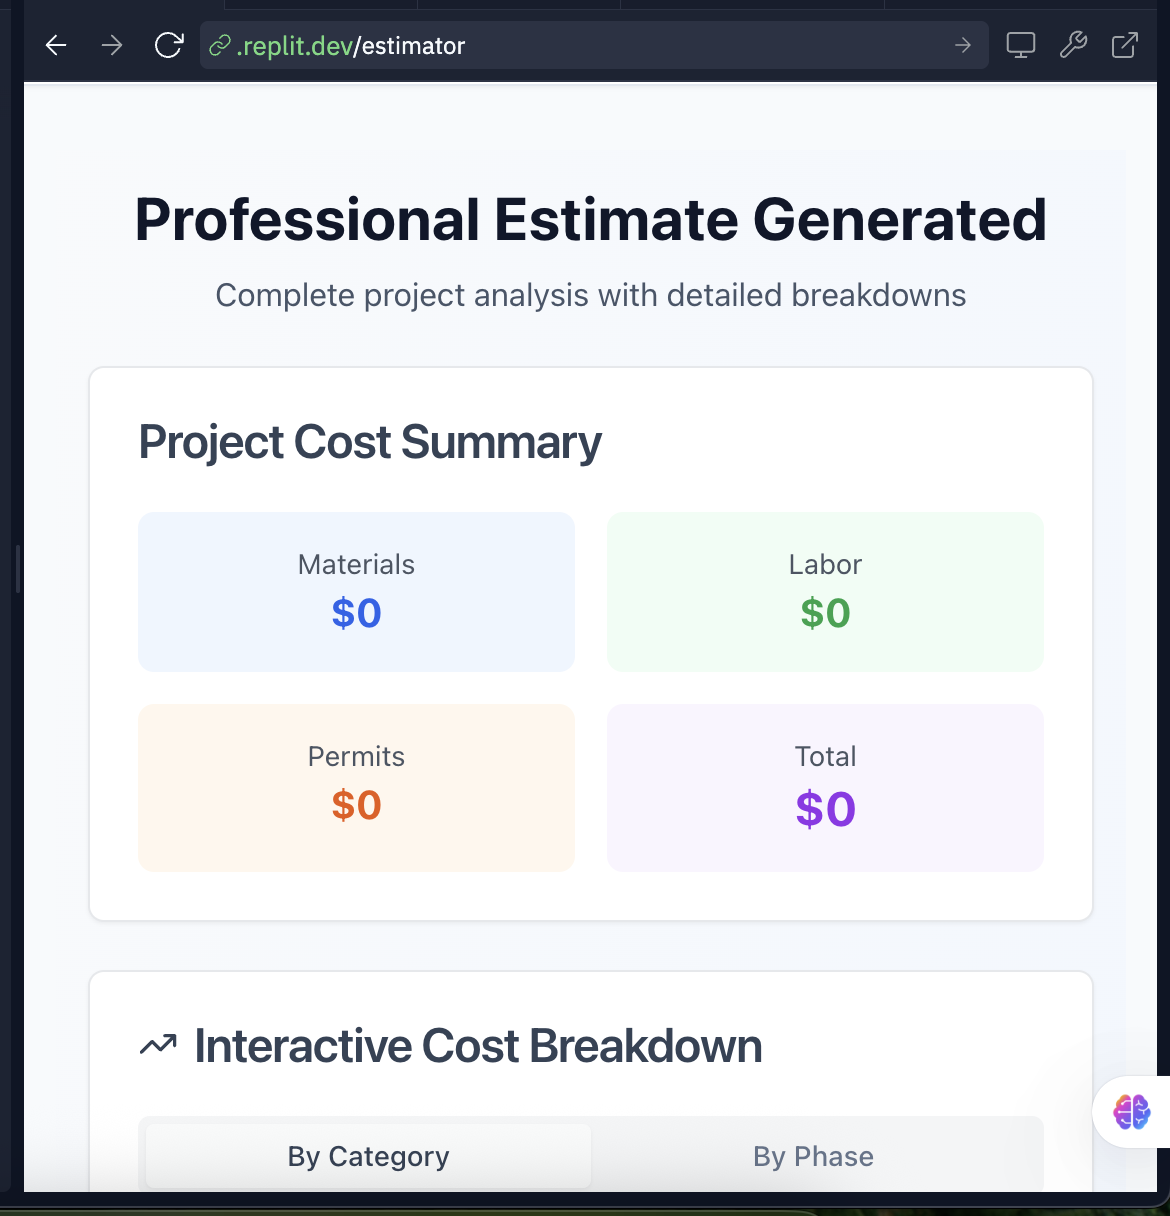 .replit.dev/estimator
Professional Estimate Generated
Complete project analysis with detailed breakdowns
Project Cost Summary
Materials
$0
Labor
$0
Permits
$0
Total
$0
Interactive Cost Breakdown
By Category
By Phase